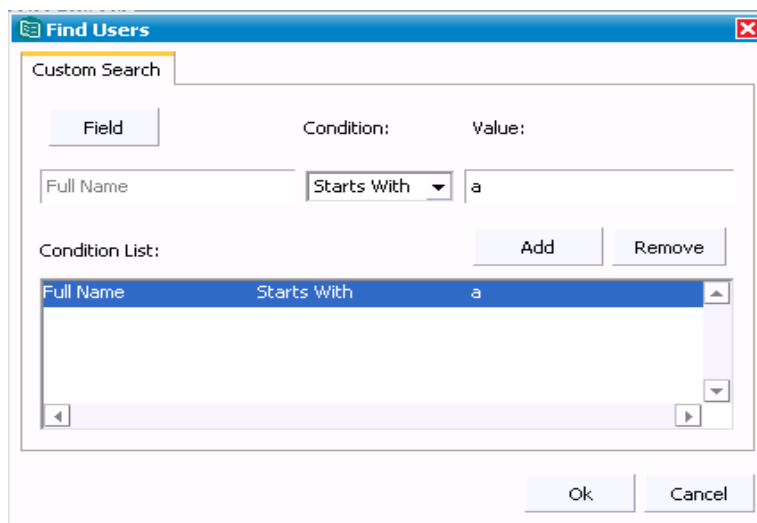 Find Users
Custom Search
Field Condition: Value:
Full Name Starts With a
Condition List: Add Remove
Full Name Starts With a
Ok Cancel